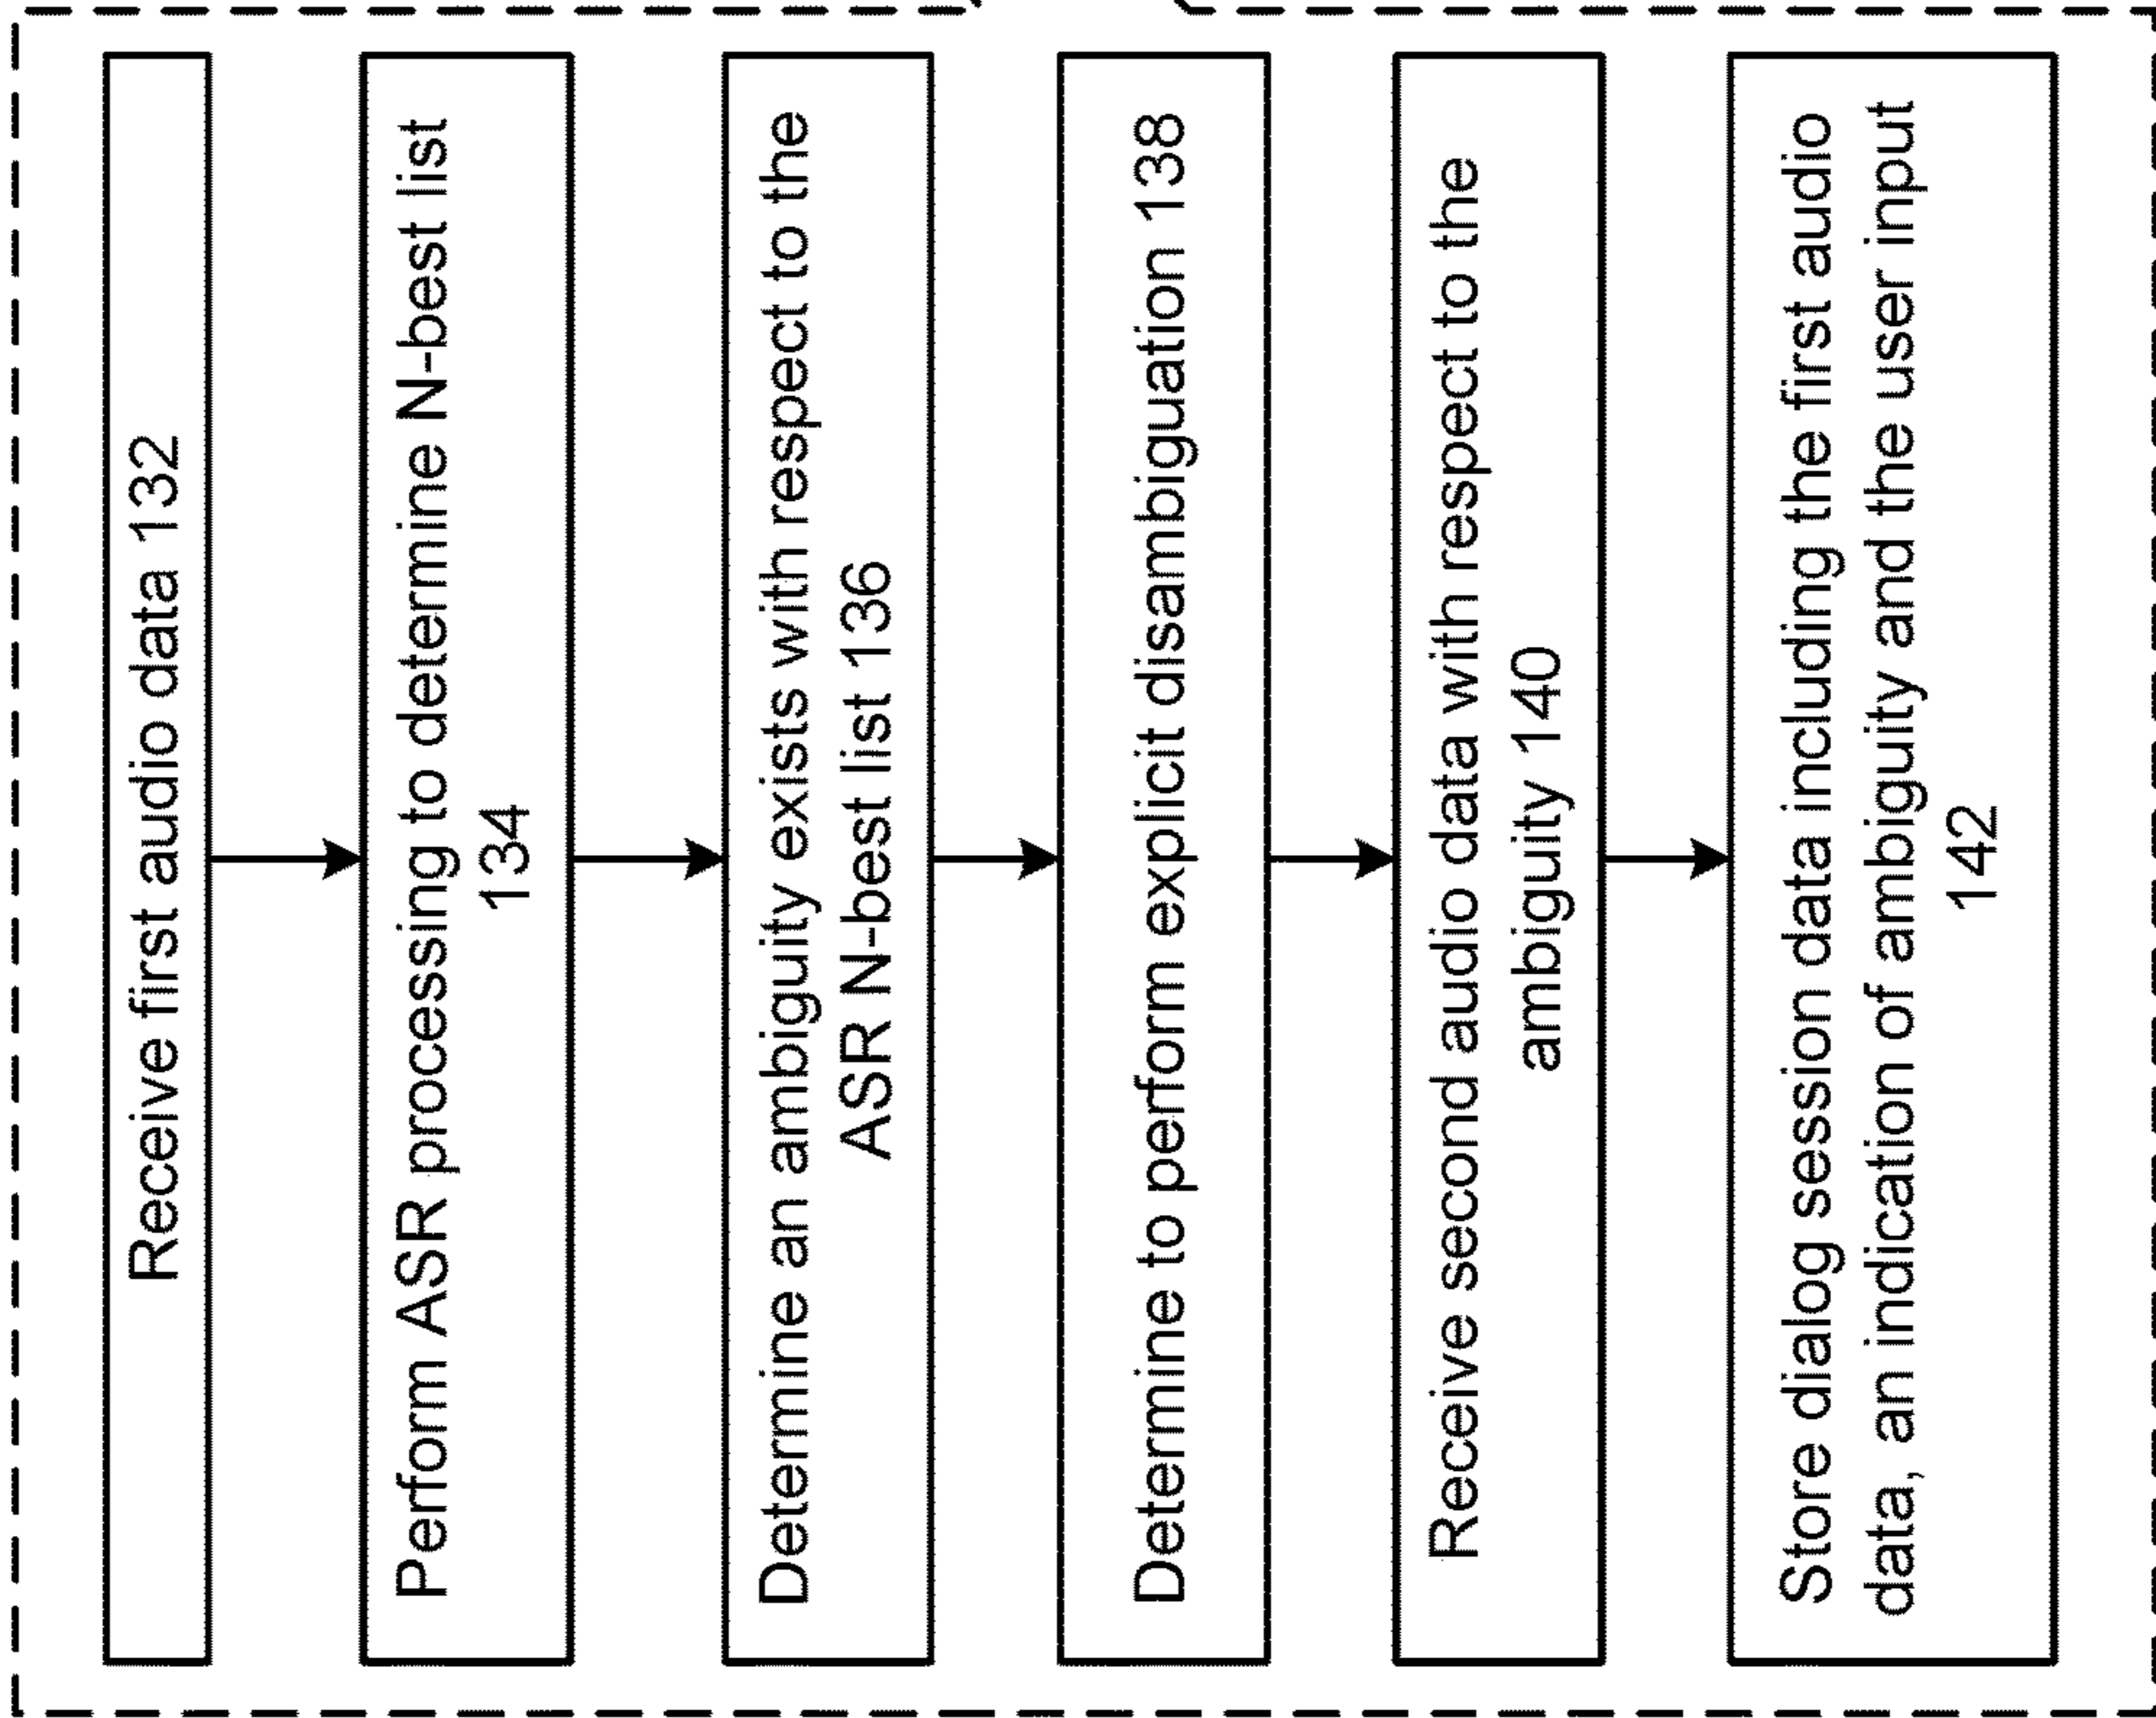 Receive first audio data 132
Perform ASR processing to determine N-best list
134
Determine an ambiguity exists with respect to the
ASR N-best list 136
Determine to perform explicit disambiguation 138
Receive second audio data with respect to the
ambiguity 140
Store dialog session data including the first audio
data, an indication of ambiguity and the user input
142